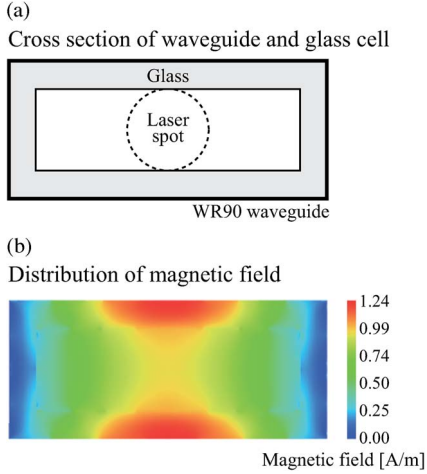 (a)
Cross section of waveguide and glass cell
Glass
Laser
spot
WR90 waveguide
(b)
Distribution of magnetic field
1.24
0.99
0.74
0.50
0.25
0.00
Magnetic field [A/m]